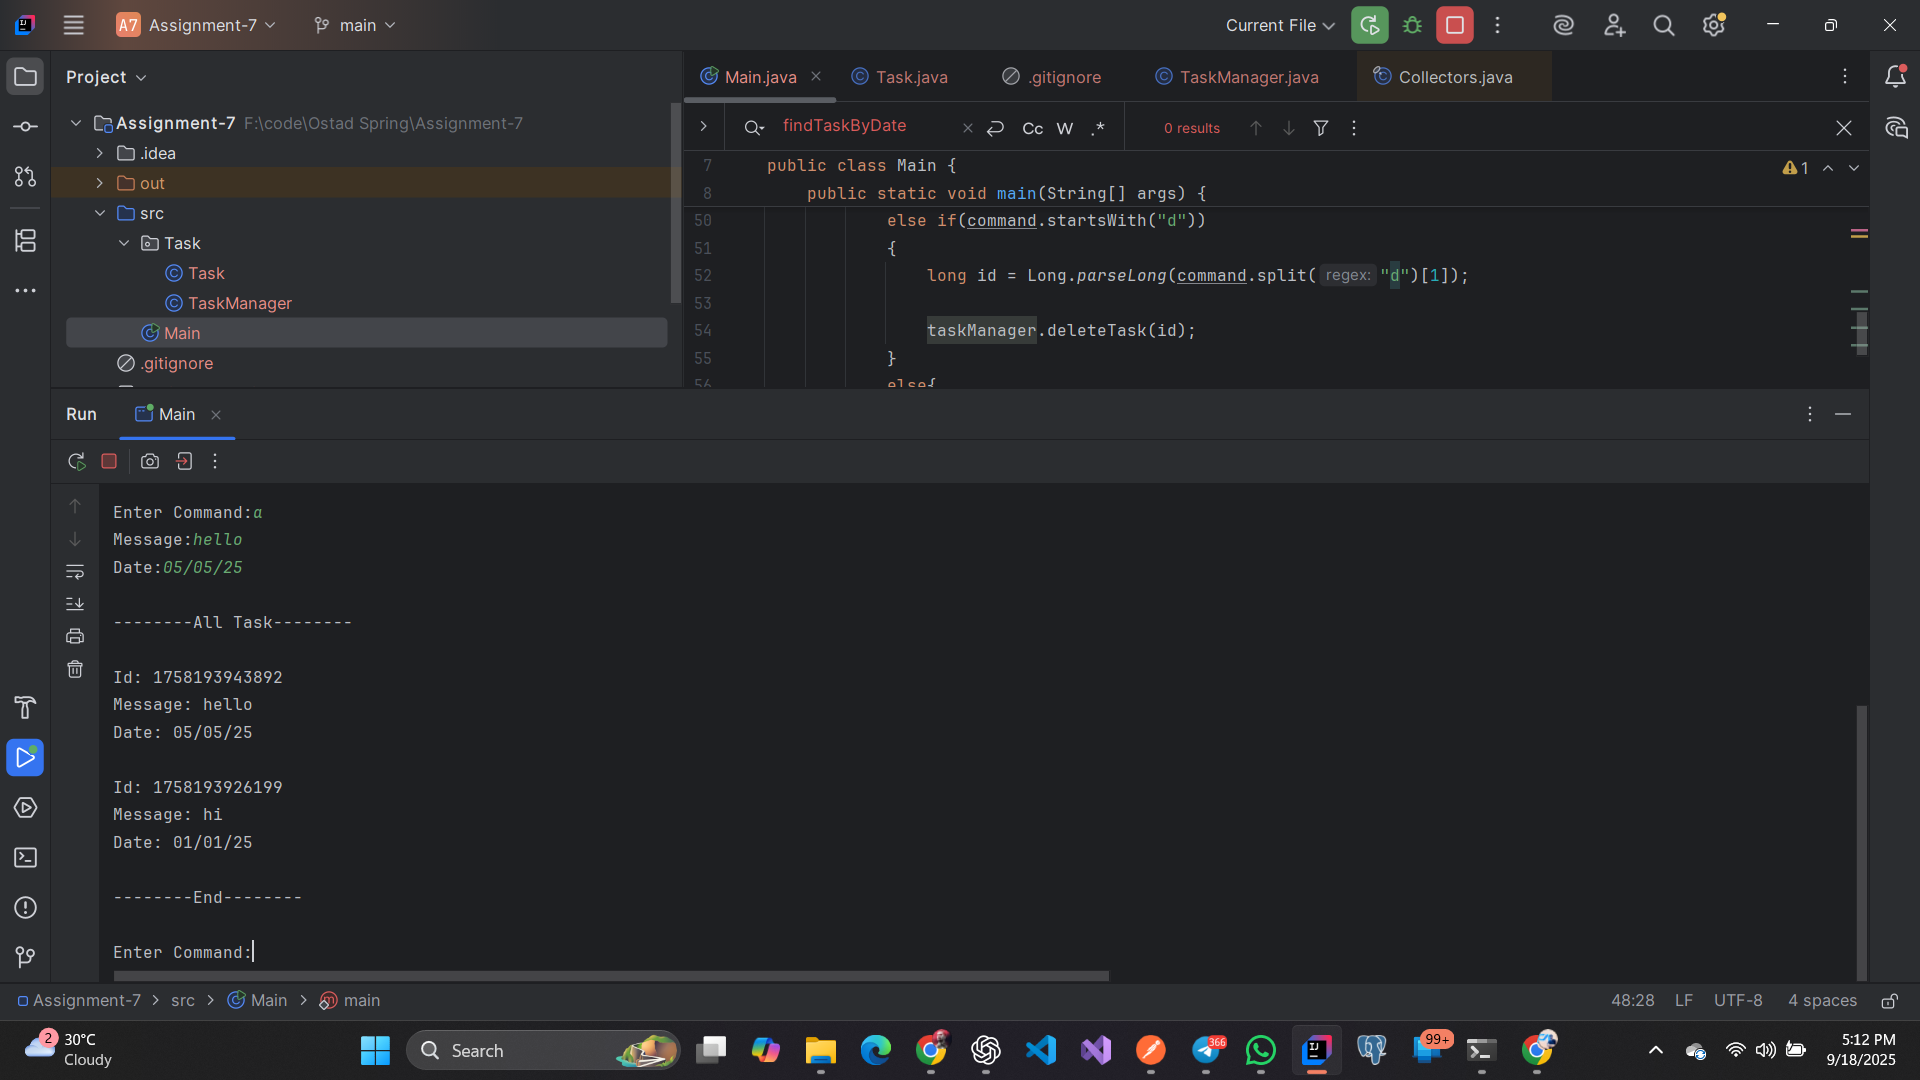 A7 Assignment-7 main Current File
Project
Main.java Task.java .gitignore TaskManager.java Collectors.java
Assignment-7 F:\code\Ostad Spring\Assignment-7
.idea
out
src
Task
Task
TaskManager
Main
.gitignore
findTaskByDate Cc W .* 0 results
7 public class Main { 1
8 public static void main(String[] args) {
50 else if(command.startsWith("d"))
51 {
52 long id = Long.parseLong(command.split( regex: "d")[1]);
53
54 taskManager.deleteTask(id);
55 }
56 else{
Run Main
Enter Command:a
Message:hello
Date:05/05/25
--------All Task--------
Id: 1758193943892
Message: hello
Date: 05/05/25
Id: 1758193926199
Message: hi
Date: 01/01/25
--------End--------
Enter Command:
Assignment-7 > src > Main > main 48:28 LF UTF-8 4 spaces
2 30°C
Cloudy
Search
366
99+
5:12 PM
9/18/2025